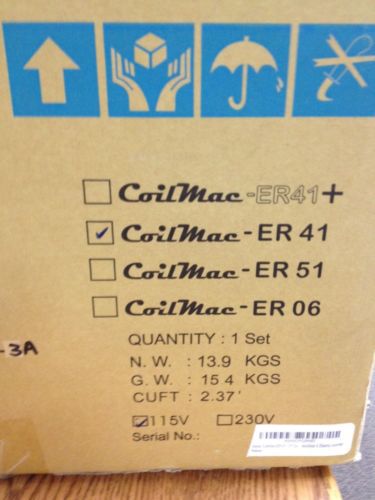 CoilMac-ER41+
CoilMac-ER 41
CoilMac-ER 51
CoilMac-ER 06
-3A
QUANTITY : 1 Set
N. W. : 13.9 KGS
G. W. : 15.4 KGS
CUFT : 2.37'
115V 230V
Serial No.: